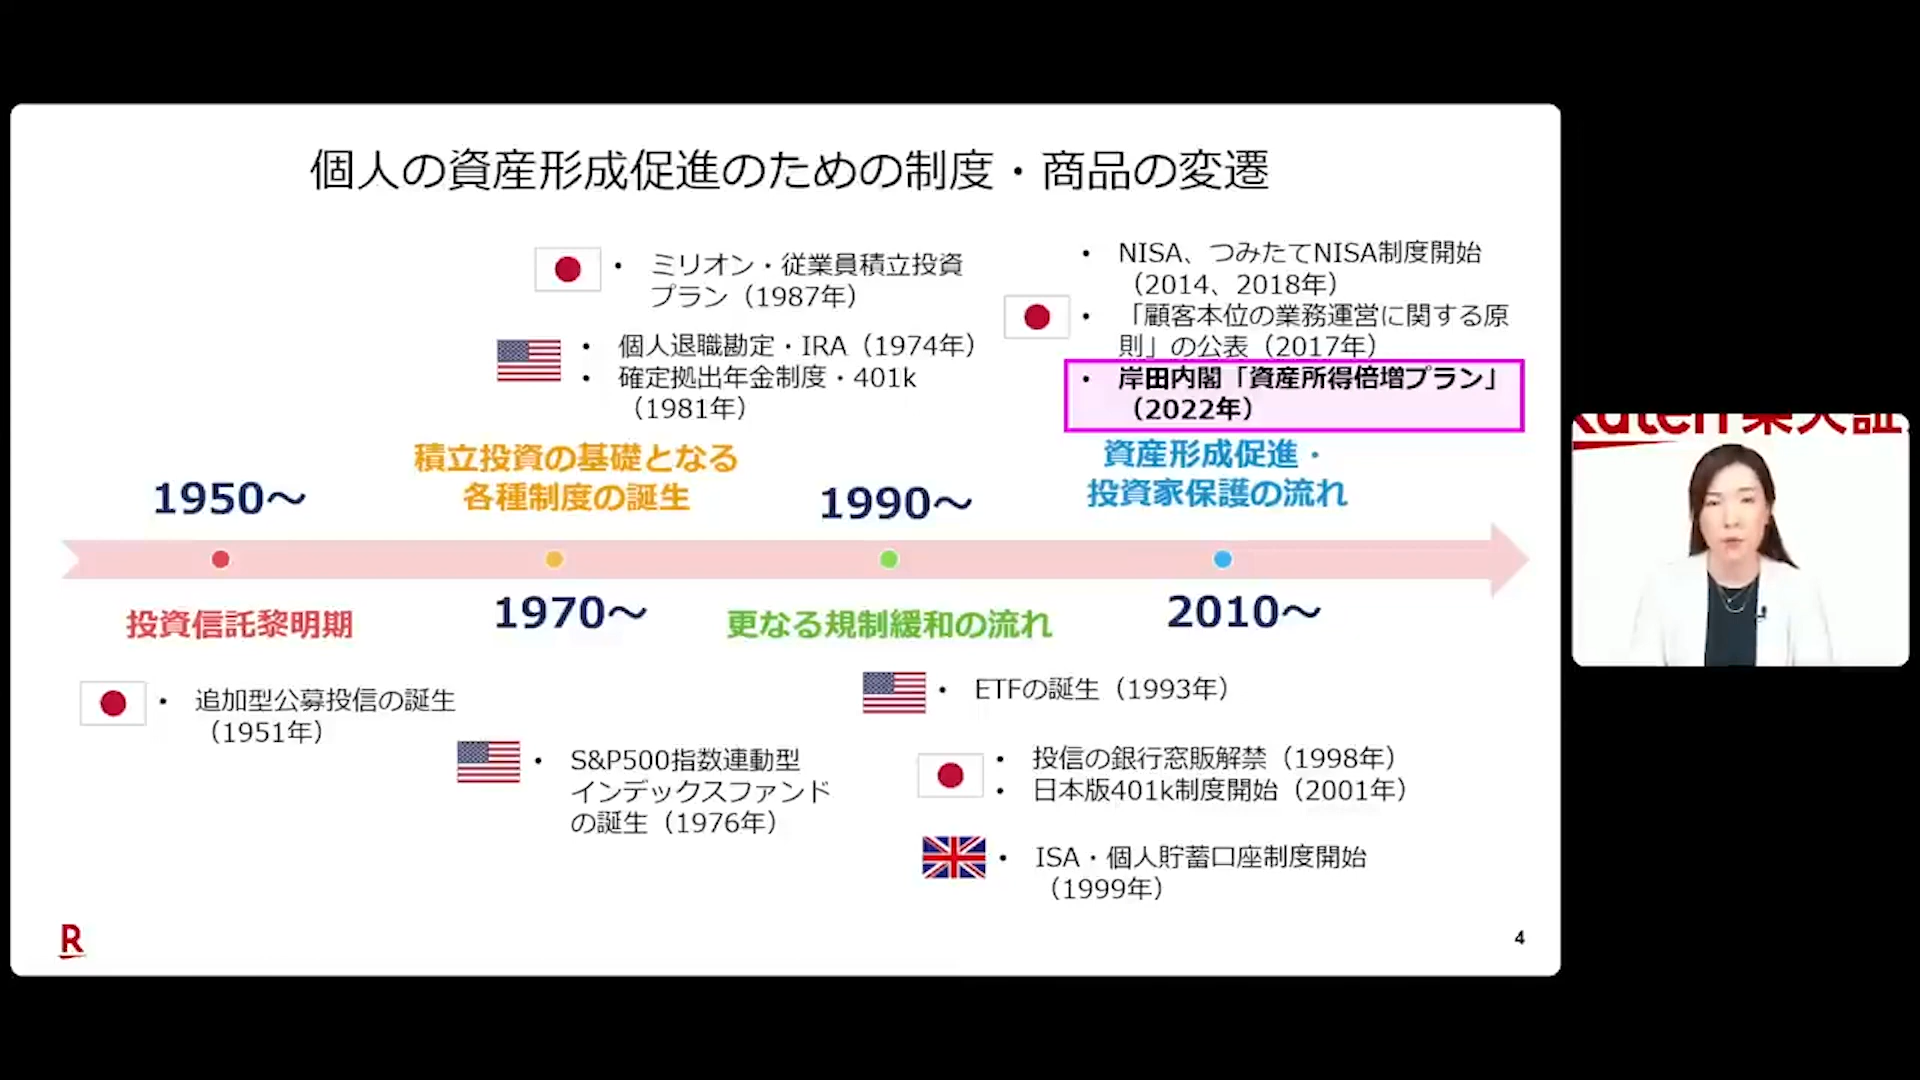 個人の資産形成促進のための制度・商品の変遷
• ミリオン・従業員積立投資
プラン（1987年）
• 個人退職勘定・IRA（1974年）
• 確定拠出年金制度・401k
（1981年）
• NISA、つみたてNISA制度開始
（2014、2018年）
• 「顧客本位の業務運営に関する原
則」の公表（2017年）
• 岸田内閣「資産所得倍増プラン」
（2022年）
積立投資の基礎となる
各種制度の誕生
資産形成促進・
投資家保護の流れ
1950～
1990～
投資信託黎明期
1970～
更なる規制緩和の流れ
2010～
• 追加型公募投信の誕生
（1951年）
• S&P500指数連動型
インデックスファンド
の誕生（1976年）
• ETFの誕生（1993年）
• 投信の銀行窓販解禁（1998年）
• 日本版401k制度開始（2001年）
• ISA・個人貯蓄口座制度開始
（1999年）
R
4
Rakuten 楽天証